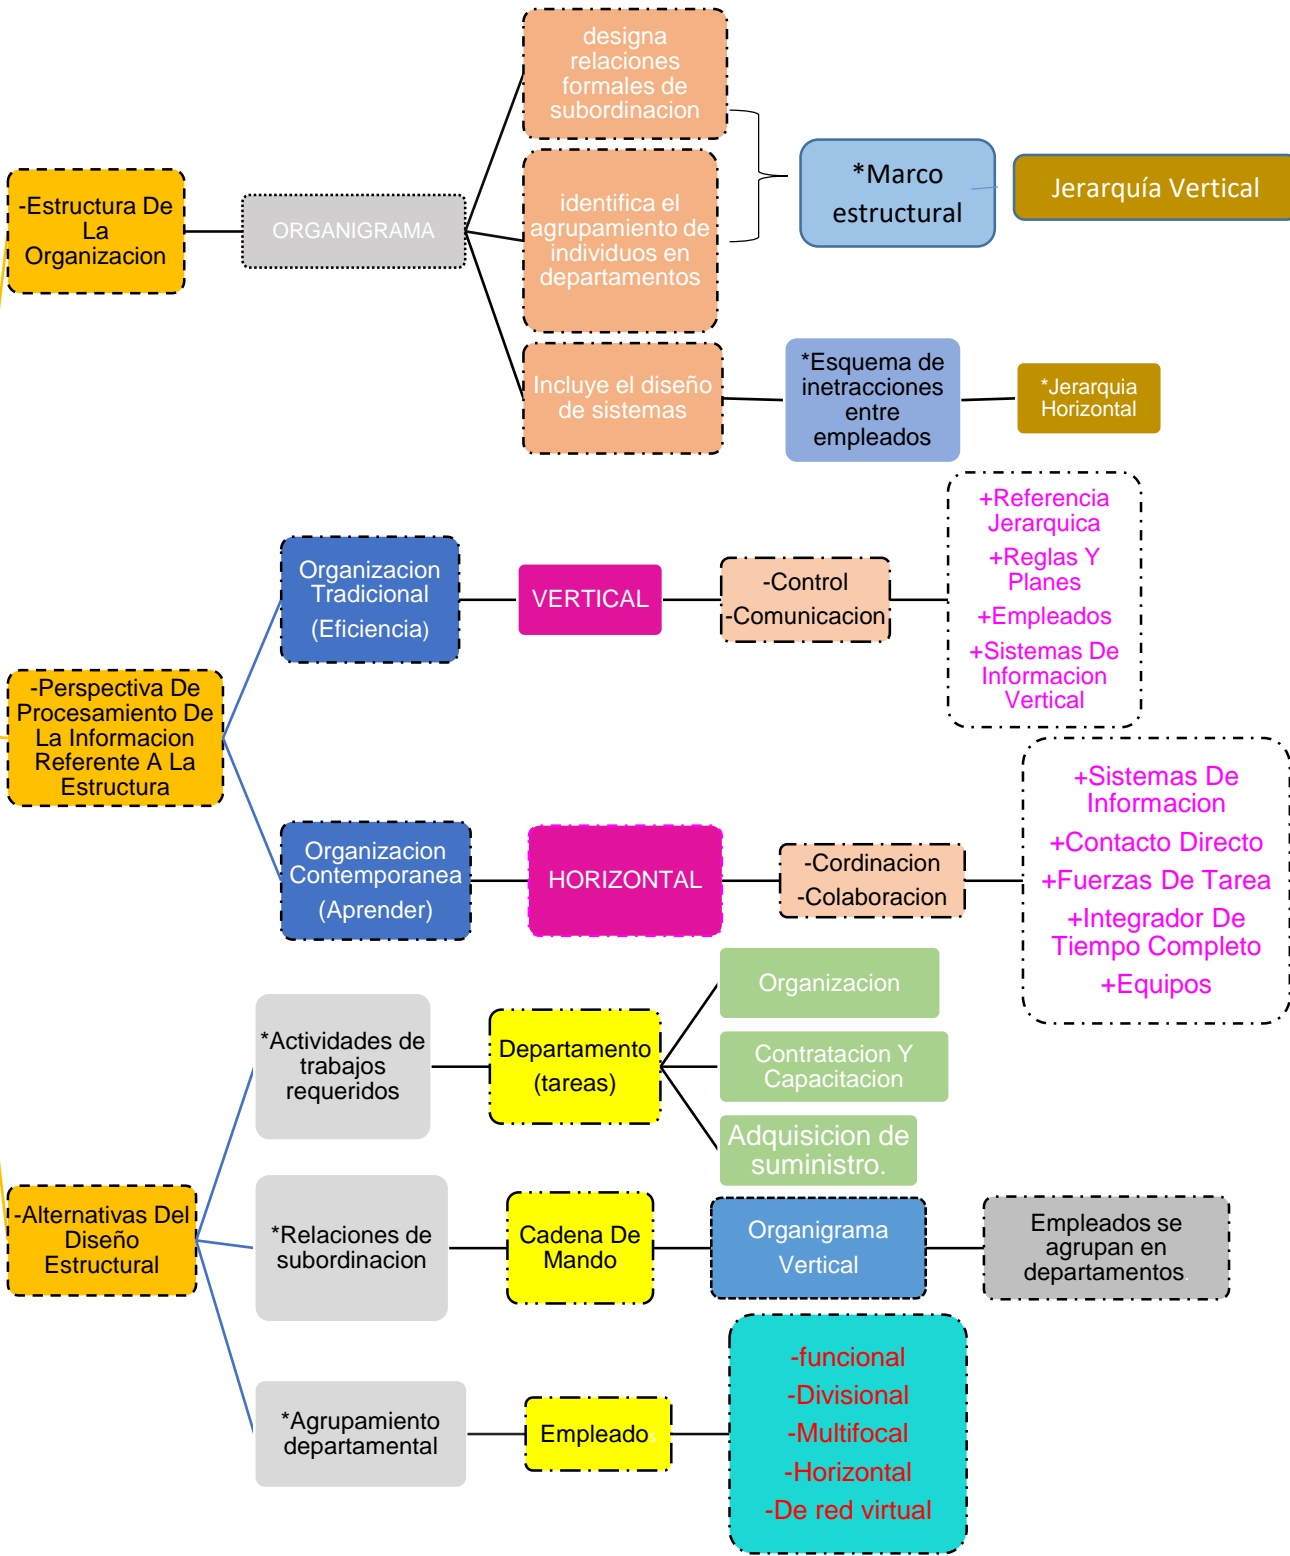 -Estructura De
La
Organizacion
ORGANIGRAMA
designa
relaciones
formales de
subordinacion
identifica el
agrupamiento de
individuos en
departamentos
*Marco
estructural
Jerarquía Vertical
Incluye el diseño
de sistemas
*Esquema de
inetracciones
entre
empleados
*Jerarquia
Horizontal
-Perspectiva De
Procesamiento De
La Informacion
Referente A La
Estructura
Organizacion
Tradicional
(Eficiencia)
VERTICAL
-Control
-Comunicacion
+Referencia
Jerarquica
+Reglas Y
Planes
+Empleados
+Sistemas De
Informacion
Vertical
Organizacion
Contemporanea
(Aprender)
HORIZONTAL
-Cordinacion
-Colaboracion
+Sistemas De
Informacion
+Contacto Directo
+Fuerzas De Tarea
+Integrador De
Tiempo Completo
+Equipos
-Alternativas Del
Diseño
Estructural
*Actividades de
trabajos
requeridos
Departamento
(tareas)
Organizacion
Contratacion Y
Capacitacion
Adquisicion de
suministro.
*Relaciones de
subordinacion
Cadena De
Mando
Organigrama
Vertical
Empleados se
agrupan en
departamentos.
*Agrupamiento
departamental
Empleados
-funcional
-Divisional
-Multifocal
-Horizontal
-De red virtual